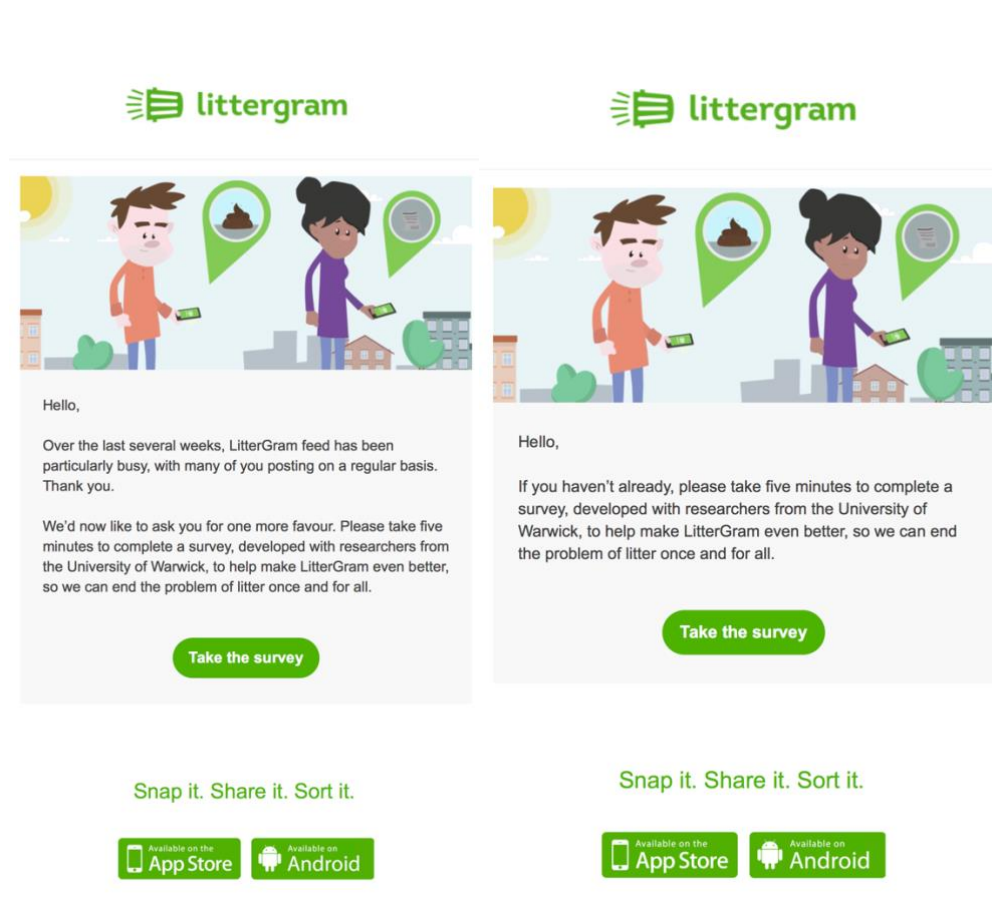 littergram
Hello,
Over the last several weeks, LitterGram feed has been
particularly busy, with many of you posting on a regular basis.
Thank you.
We'd now like to ask you for one more favour. Please take five
minutes to complete a survey, developed with researchers from
the University of Warwick, to help make LitterGram even better,
so we can end the problem of litter once and for all.
Take the survey
Snap it. Share it. Sort it.
Available on the
App Store
Available on
Android
littergram
Hello,
If you haven't already, please take five minutes to complete a
survey, developed with researchers from the University of
Warwick, to help make LitterGram even better, so we can end
the problem of litter once and for all.
Take the survey
Snap it. Share it. Sort it.
Available on the
App Store
Available on
Android